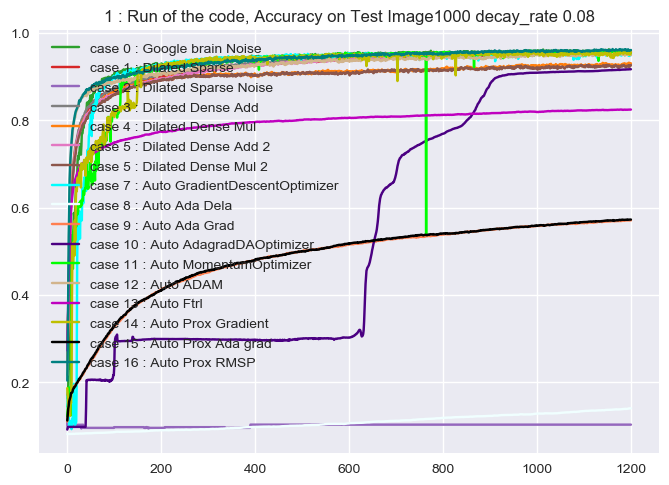 1 : Run of the code, Accuracy on Test Image1000 decay_rate 0.08
1.0
0.8
0.6
0.4
0.2
case 0 : Google brain Noise
case 1 : Dilated Sparse
case 2 : Dilated Sparse Noise
case 3 : Dilated Dense Add
case 4 : Dilated Dense Mul
case 5 : Dilated Dense Add 2
case 5 : Dilated Dense Mul 2
case 7 : Auto GradientDescentOptimizer
case 8 : Auto Ada Dela
case 9 : Auto Ada Grad
case 10 : Auto AdagradDAOptimizer
case 11 : Auto MomentumOptimizer
case 12 : Auto ADAM
case 13 : Auto Ftrl
case 14 : Auto Prox Gradient
case 15 : Auto Prox Ada grad
case 16 : Auto Prox RMSP
0 200 400 600 800 1000 1200